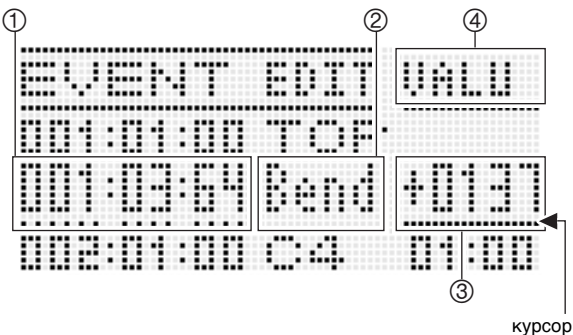 ① ② ④
EVENT EDIT VALU
001:01:00 TOP
001:03:64 Bend +0137
002:01:00 C4 01:00
③
курсор